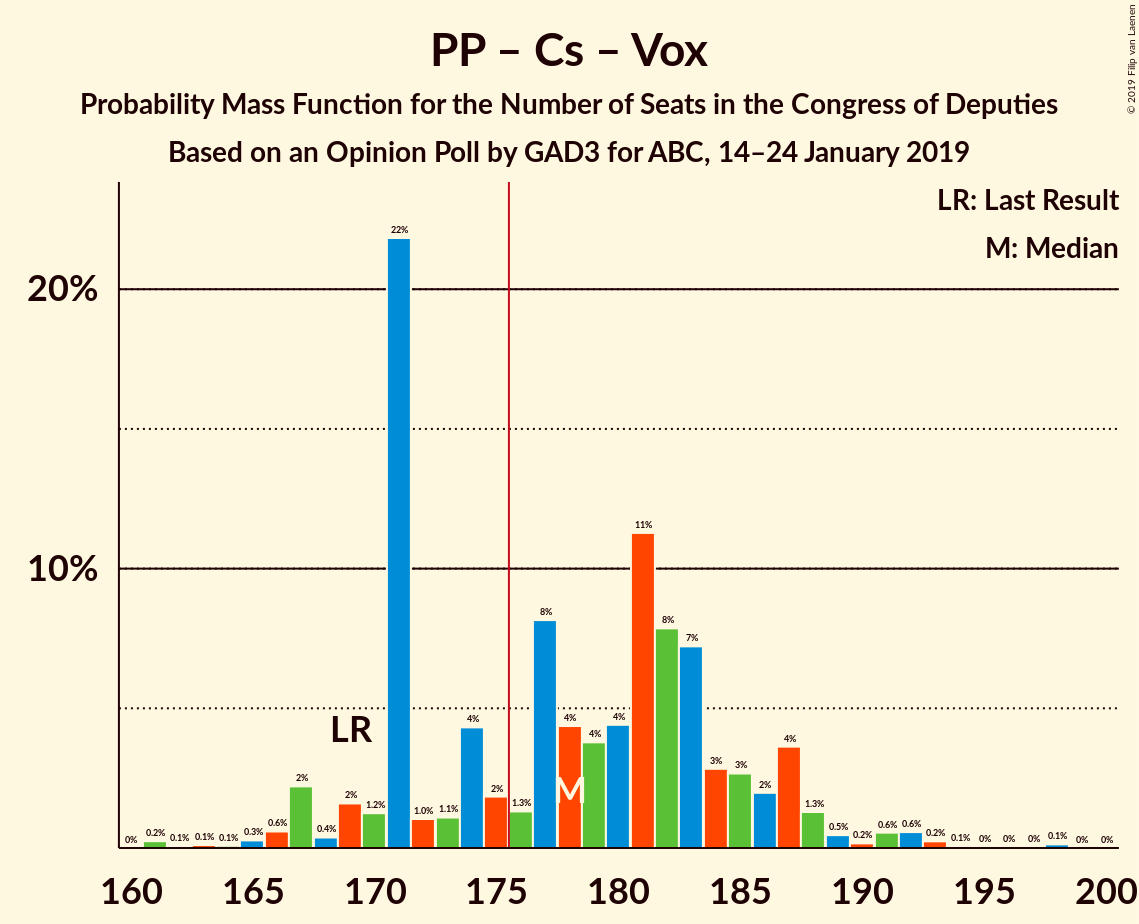 PP – Cs – Vox
Probability Mass Function for the Number of Seats in the Congress of Deputies
Based on an Opinion Poll by GAD3 for ABC, 14–24 January 2019
© 2019 Filip van Laenen
LR: Last Result
M: Median
20%
10%
LR
M
0% 0.2% 0.1% 0.1% 0.1% 0.3% 0.6% 2% 0.4% 2% 1.2% 22% 1.0% 1.1% 4% 2% 1.3% 8% 4% 4% 4% 11% 8% 7% 3% 3% 2% 4% 1.3% 0.5% 0.2% 0.6% 0.6% 0.2% 0.1% 0% 0% 0% 0.1% 0% 0%
160 165 170 175 180 185 190 195 200